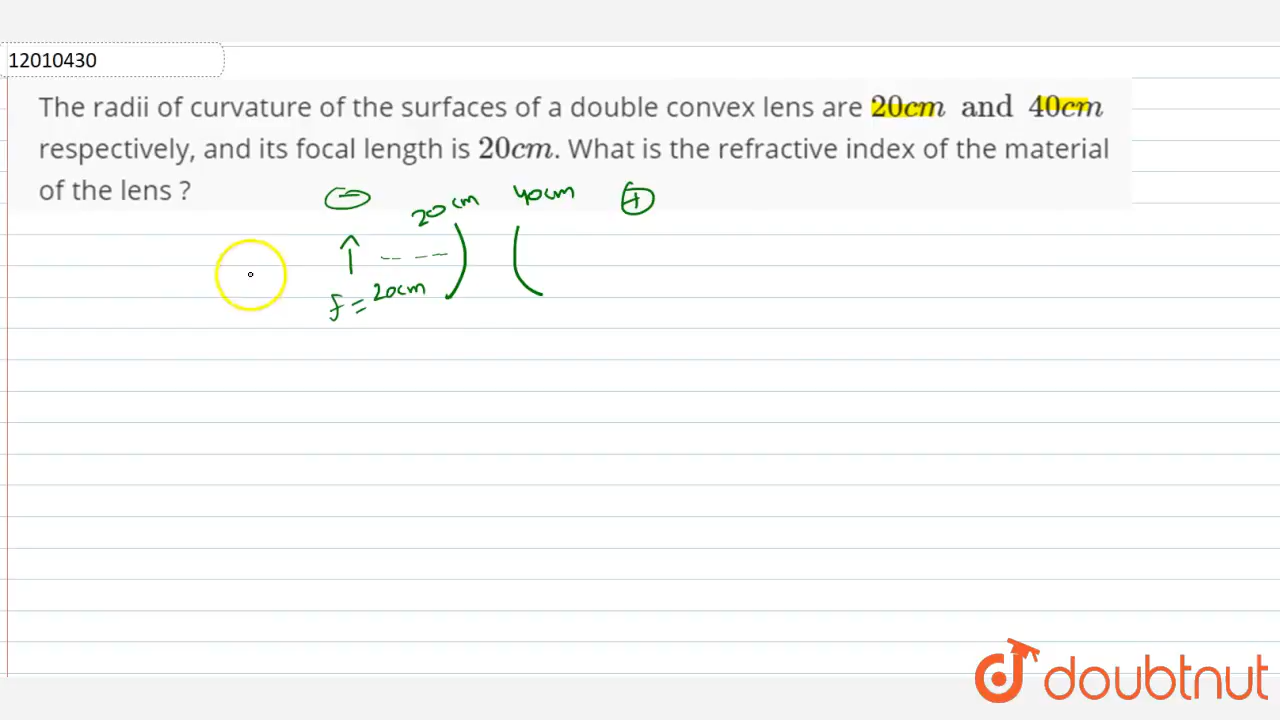 12010430
The radii of curvature of the surfaces of a double convex lens are 20cm and 40cm
respectively, and its focal length is 20cm. What is the refractive index of the material
of the lens ?
⊖ 20cm 40cm ⊕
f = 20cm
doubtnut